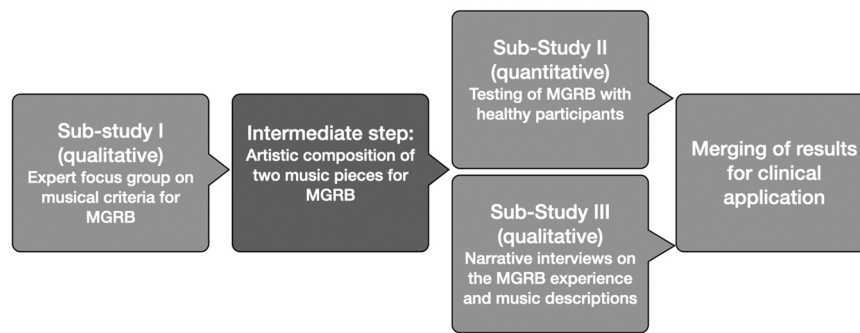 Sub-study I
(qualitative)
Expert focus group on
musical criteria for
MGRB
Intermediate step:
Artistic composition of
two music pieces for
MGRB
Sub-Study II
(quantitative)
Testing of MGRB with
healthy participants
Sub-Study III
(qualitative)
Narrative interviews on
the MGRB experience
and music descriptions
Merging of results
for clinical
application